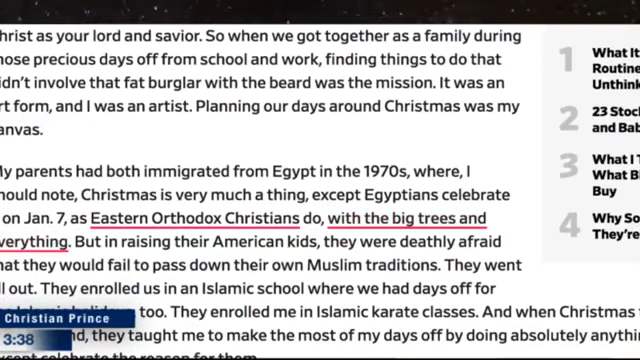 hrist as your lord and savior. So when we got together as a family during
hose precious days off from school and work, finding things to do that
idn't involve that fat burglar with the beard was the mission. It was an
rt form, and I was an artist. Planning our days around Christmas was my
anvas.
My parents had both immigrated from Egypt in the 1970s, where, I
hould note, Christmas is very much a thing, except Egyptians celebrate
on Jan. 7, as Eastern Orthodox Christians do, with the big trees and
verything. But in raising their American kids, they were deathly afraid
hat they would fail to pass down their own Muslim traditions. They went
ll out. They enrolled us in an Islamic school where we had days off for
too. They enrolled me in Islamic karate classes. And when Christmas
nd, they taught me to make the most of my days off by doing absolutely anythin
except celebrate the reason for them.
1 What It
Routine
Unthink
2 23 Stoc
and Bab
3 What I T
What Bi
Buy
4 Why So
They're
Christian Prince
3:38